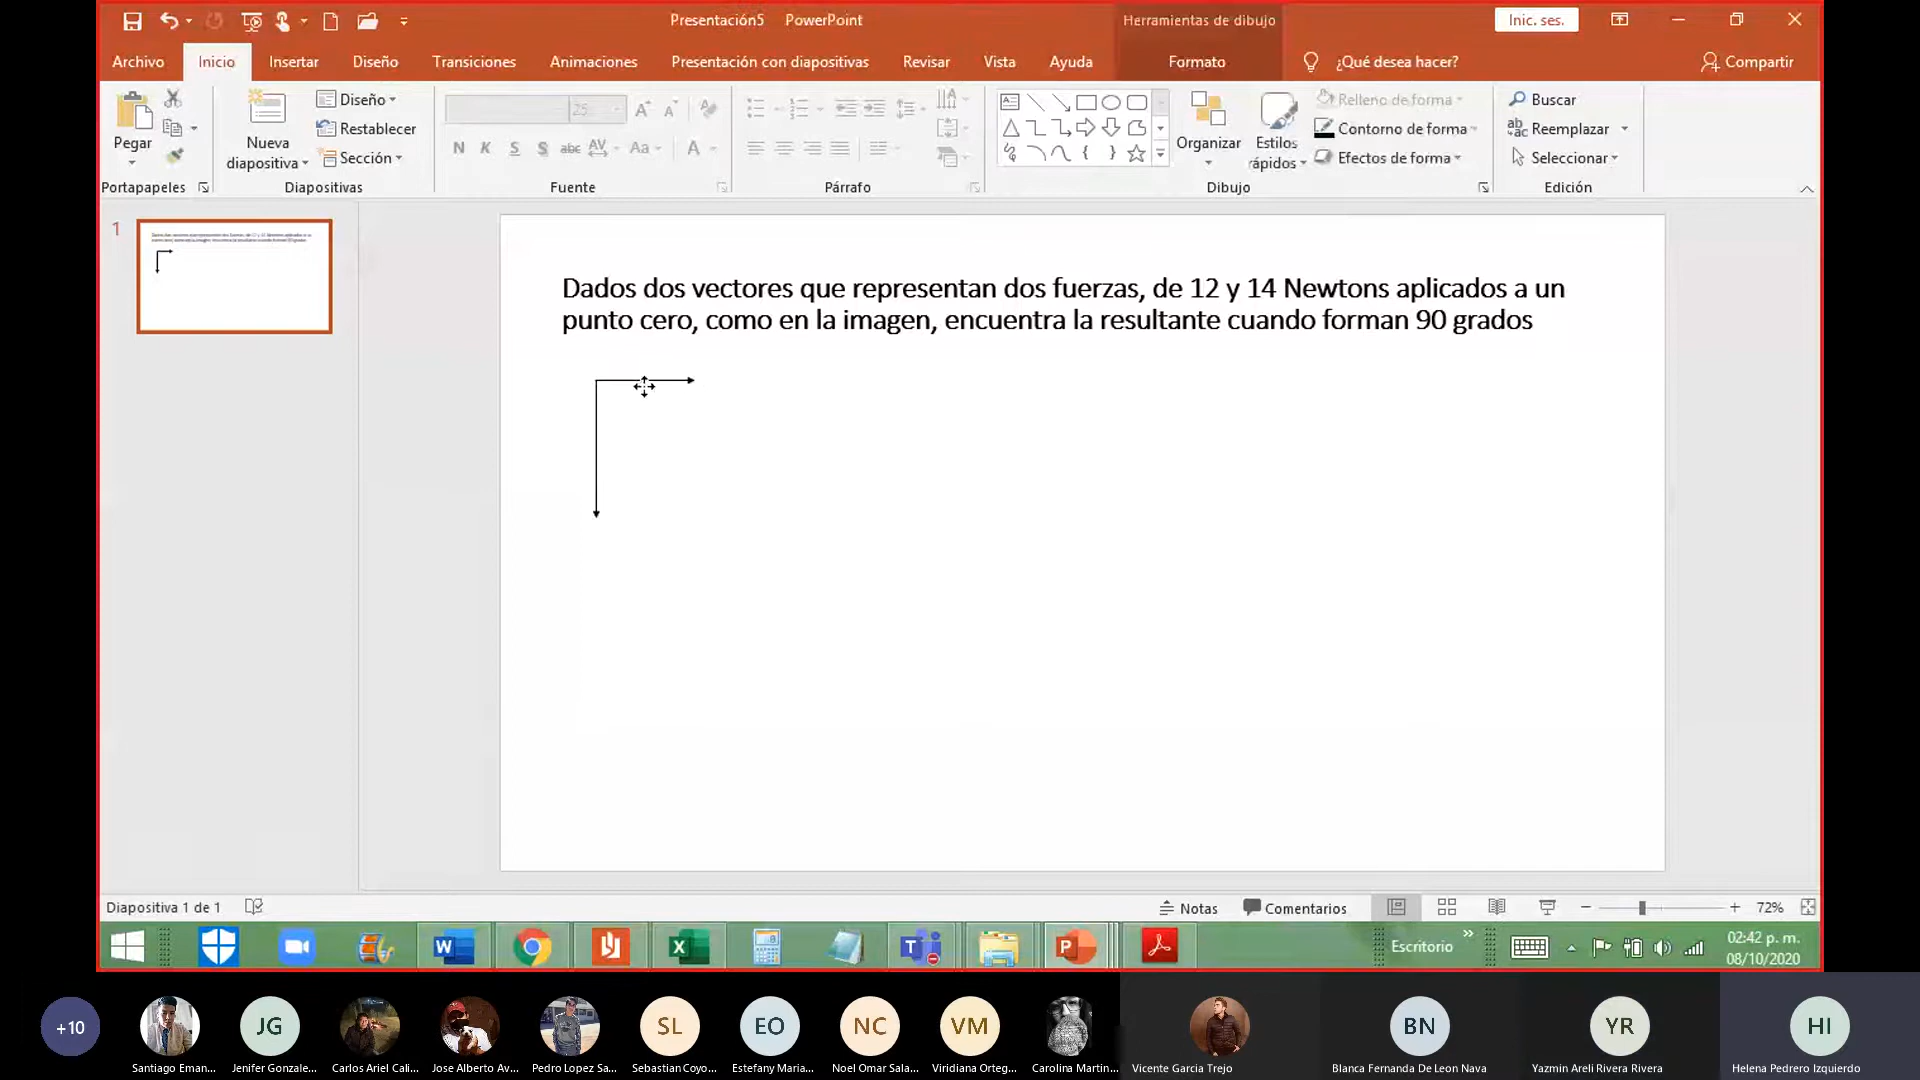 Presentación5 PowerPoint
Herramientas de dibujo
Inic. ses.
Archivo Inicio Insertar Diseño Transiciones Animaciones Presentación con diapositivas Revisar Vista Ayuda Formato ¿Qué desea hacer? Compartir
Pegar
Portapapeles
Nueva
diapositiva
Diseño
Restablecer
Sección
Diapositivas
25
N K S S abc AV Aa A
Fuente
Párrafo
Organizar
Estilos
rápidos
Relleno de forma
Contorno de forma
Efectos de forma
Dibujo
Buscar
Reemplazar
Seleccionar
Edición
1
Dados dos vectores que representan dos fuerzas, de 12 y 14 Newtons aplicados a un
punto cero, como en la imagen, encuentra la resultante cuando forman 90 grados
Diapositiva 1 de 1
Notas
Comentarios
72%
Escritorio
02:42 p. m.
08/10/2020
+10
JG SL EO NC VM BN YR HI
Santiago Eman... Jenifer Gonzale... Carlos Ariel Cali... Jose Alberto Av... Pedro Lopez Sa... Sebastian Coyo... Estefany Maria... Noel Omar Sala... Viridiana Orteg... Carolina Martin... Vicente Garcia Trejo Blanca Fernanda De Leon Nava Yazmin Areli Rivera Rivera Helena Pedrero Izquierdo